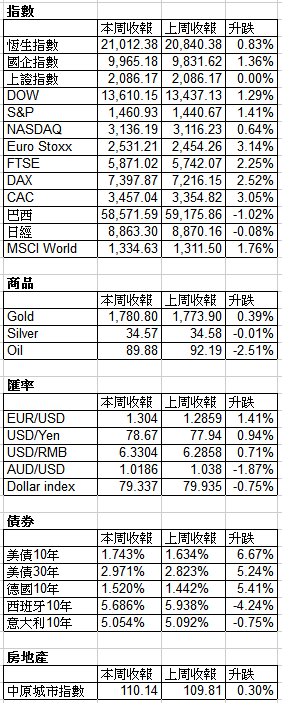 指數
本周收報 上周收報 升跌
恆生指數 21,012.38 20,840.38 0.83%
國企指數 9,965.18 9,831.62 1.36%
上證指數 2,086.17 2,086.17 0.00%
DOW 13,610.15 13,437.13 1.29%
S&P 1,460.93 1,440.67 1.41%
NASDAQ 3,136.19 3,116.23 0.64%
Euro Stoxx 2,531.21 2,454.26 3.14%
FTSE 5,871.02 5,742.07 2.25%
DAX 7,397.87 7,216.15 2.52%
CAC 3,457.04 3,354.82 3.05%
巴西 58,571.59 59,175.86 -1.02%
日經 8,863.30 8,870.16 -0.08%
MSCI World 1,334.63 1,311.50 1.76%
商品
本周收報 上周收報 升跌
Gold 1,780.80 1,773.90 0.39%
Silver 34.57 34.58 -0.01%
Oil 89.88 92.19 -2.51%
匯率
本周收報 上周收報 升跌
EUR/USD 1.304 1.2859 1.41%
USD/Yen 78.67 77.94 0.94%
USD/RMB 6.3304 6.2858 0.71%
AUD/USD 1.0186 1.038 -1.87%
Dollar index 79.337 79.935 -0.75%
債券
本周收報 上周收報 升跌
美債10年 1.743% 1.634% 6.67%
美債30年 2.971% 2.823% 5.24%
德國10年 1.520% 1.442% 5.41%
西班牙10年 5.686% 5.938% -4.24%
意大利10年 5.054% 5.092% -0.75%
房地產
本周收報 上周收報 升跌
中原城市指數 110.14 109.81 0.30%